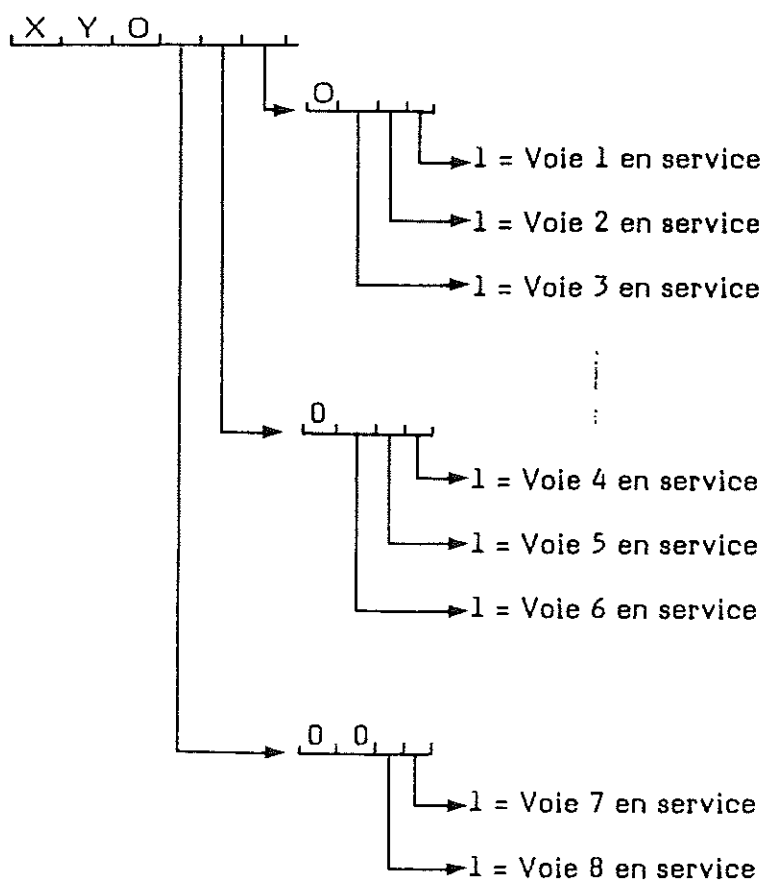 X Y 0
0
1 = Voie 1 en service
1 = Voie 2 en service
1 = Voie 3 en service
0
1 = Voie 4 en service
1 = Voie 5 en service
1 = Voie 6 en service
0 0
1 = Voie 7 en service
1 = Voie 8 en service